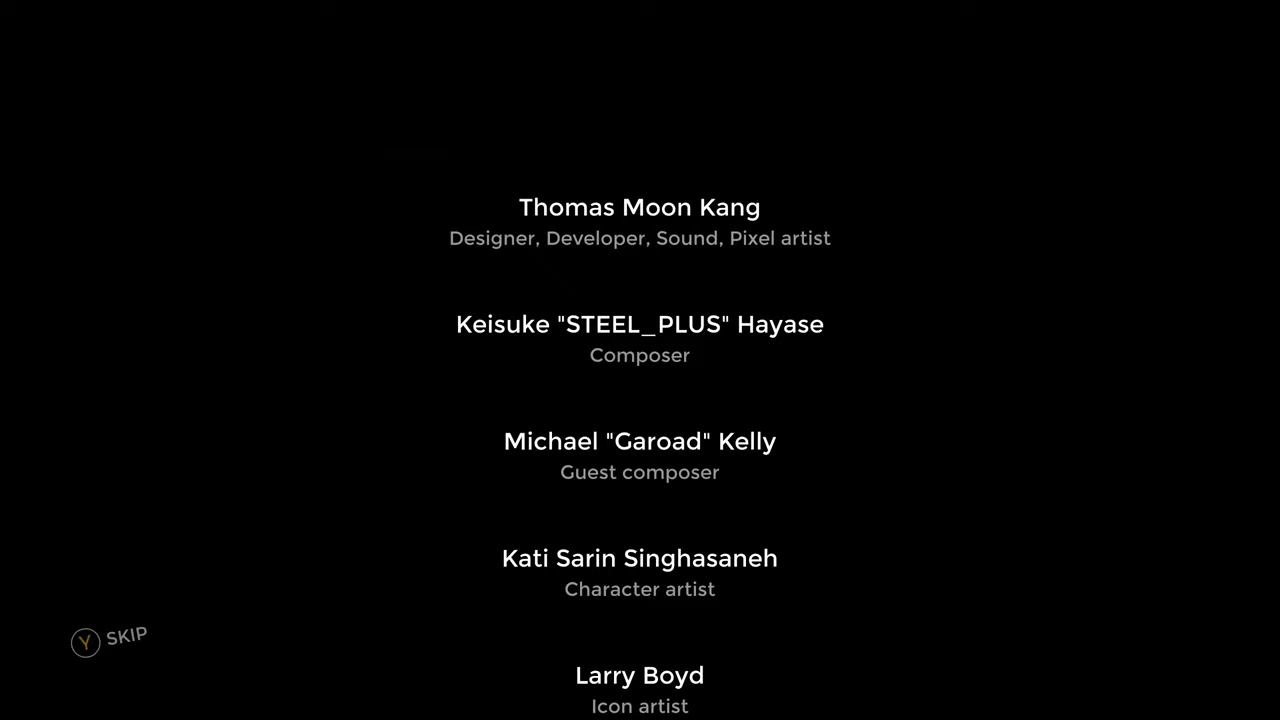 Thomas Moon Kang
Designer, Developer, Sound, Pixel artist
Keisuke "STEEL_PLUS" Hayase
Composer
Michael "Garoad" Kelly
Guest composer
Kati Sarin Singhasaneh
Character artist
Y SKIP
Larry Boyd
Icon artist